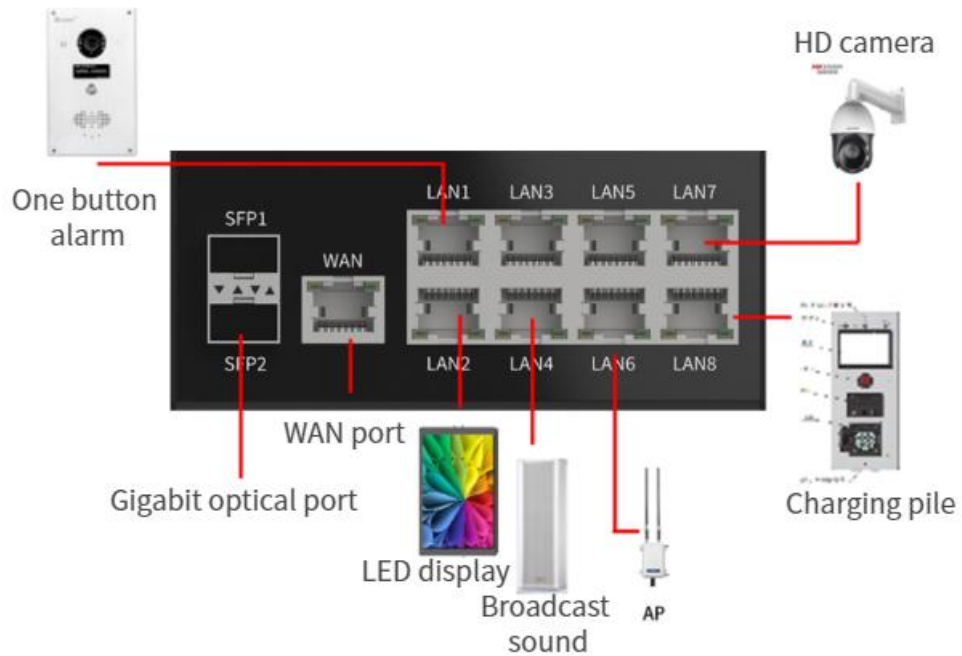 HD camera
One button
alarm
LAN1
LAN3
LAN5
LAN7
SFP1
WAN
SFP2
LAN2
LAN4
LAN6
LAN8
WAN port
Gigabit optical port
LED display
Broadcast
sound
AP
Charging pile